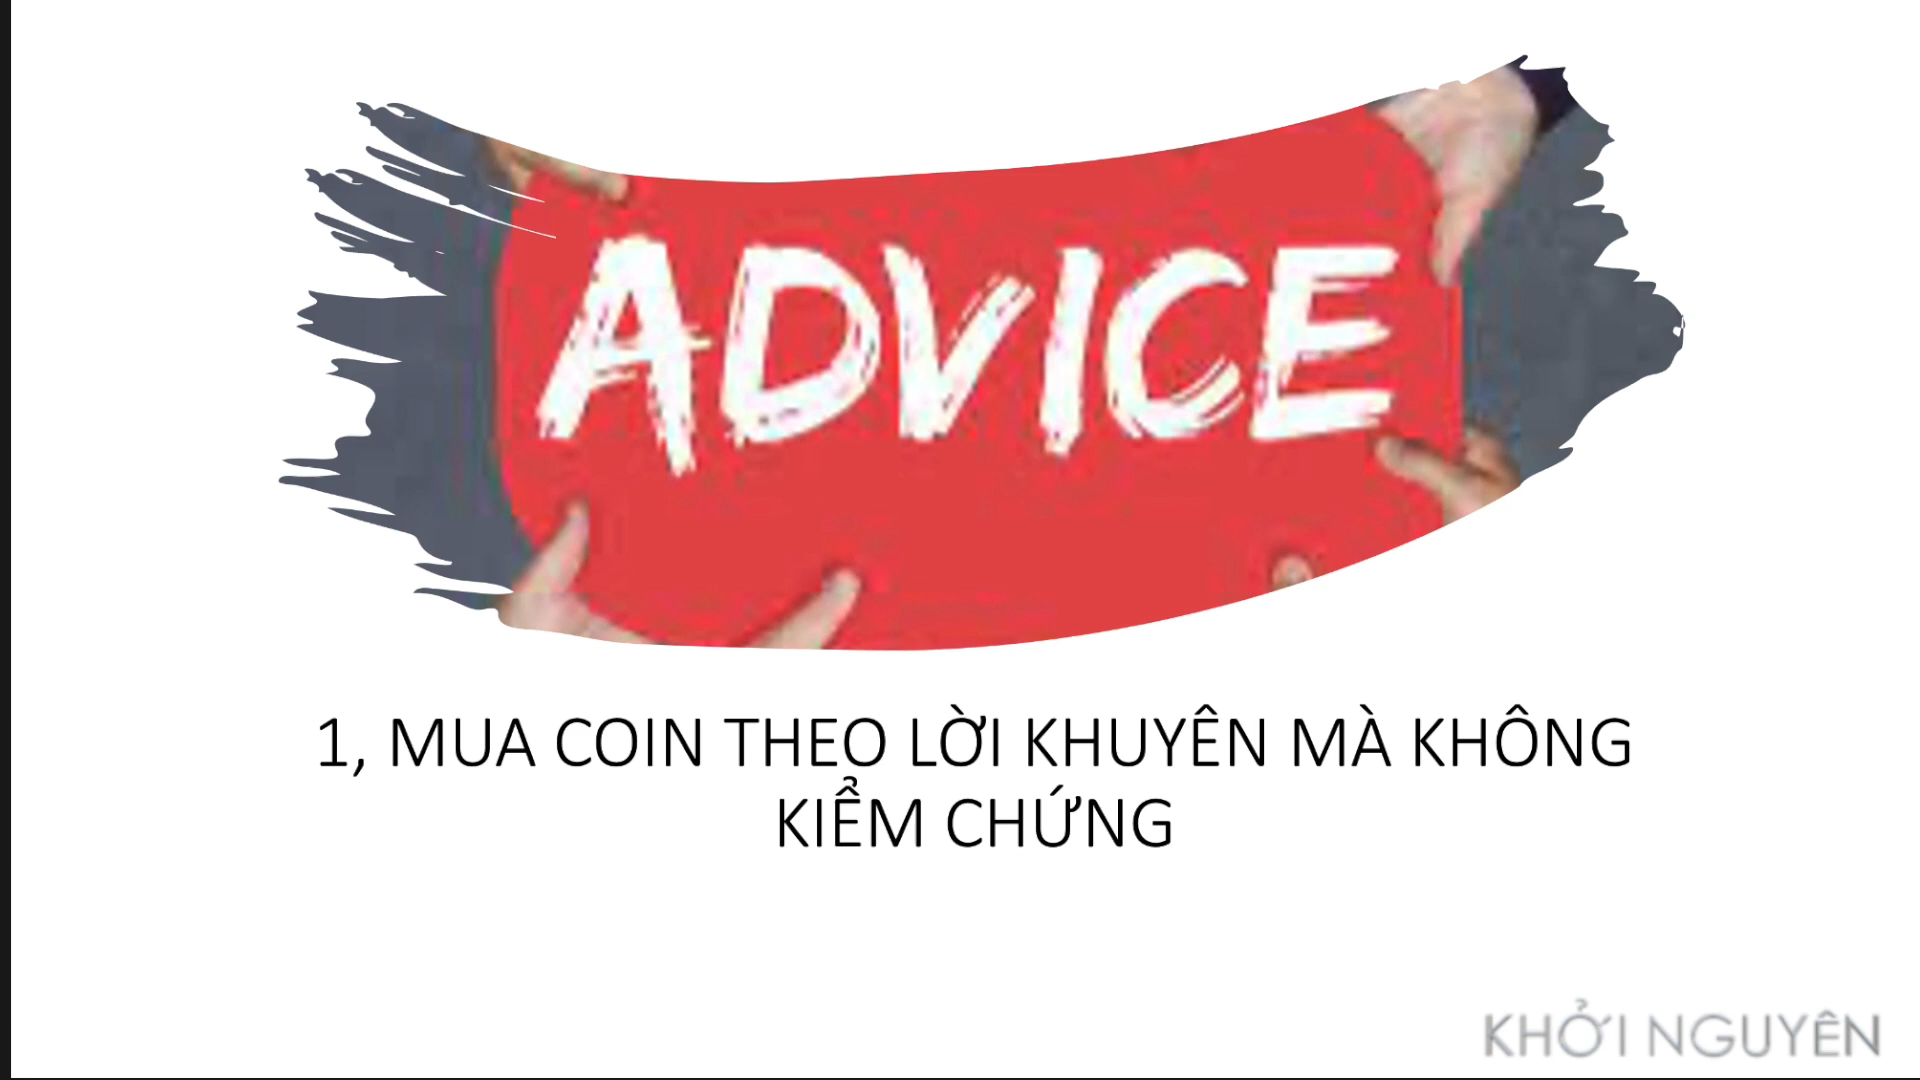 ADVICE
1, MUA COIN THEO LỜI KHUYÊN MÀ KHÔNG
KIỂM CHỨNG
KHỞI NGUYÊN